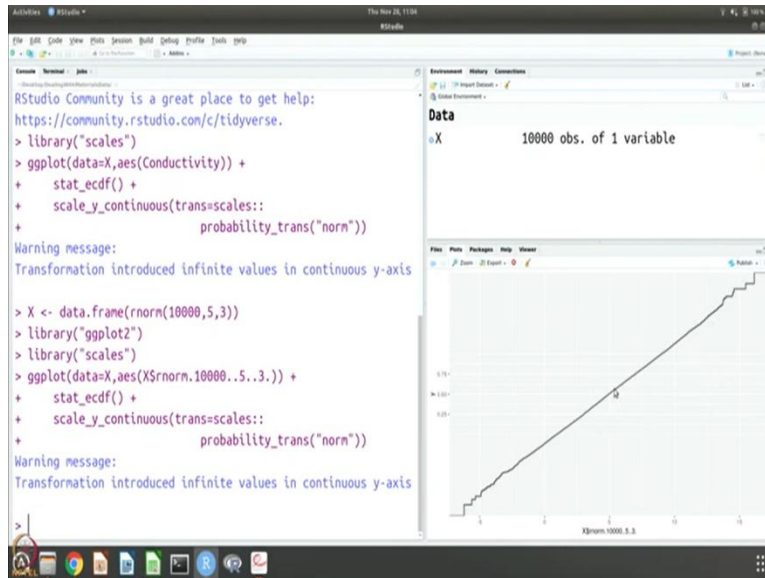 Activities RStudio Thu Nov 28, 11:04
RStudio
File Edit Code View Plots Session Build Debug Profile Tools Help
Addins
Console Terminal Jobs
RStudio Community is a great place to get help:
https://community.rstudio.com/c/tidyverse.
> library("scales")
> ggplot(data=X,aes(Conductivity)) +
+ stat_ecdf() +
+ scale_y_continuous(trans=scales::
+ probability_trans("norm"))
Warning message:
Transformation introduced infinite values in continuous y-axis
> X <- data.frame(rnorm(10000,5,3))
> library("ggplot2")
> library("scales")
> ggplot(data=X,aes(X$rnorm.10000..5..3.)) +
+ stat_ecdf() +
+ scale_y_continuous(trans=scales::
+ probability_trans("norm"))
Warning message:
Transformation introduced infinite values in continuous y-axis
>
Environment History Connections
Import Dataset List
Global Environment
Data
X 10000 obs. of 1 variable
Files Plots Packages Help Viewer
Zoom Export Publish
0.75
y 0.50
0.25
0 5 10 15
X$rnorm.10000..5..3.